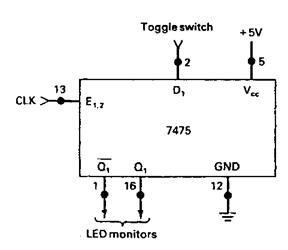 Toggle switch
+5V
2
5
13
CLK
E1,2
D1
Vcc
7475
Q̅1
Q1
GND
1
16
12
LED monitors